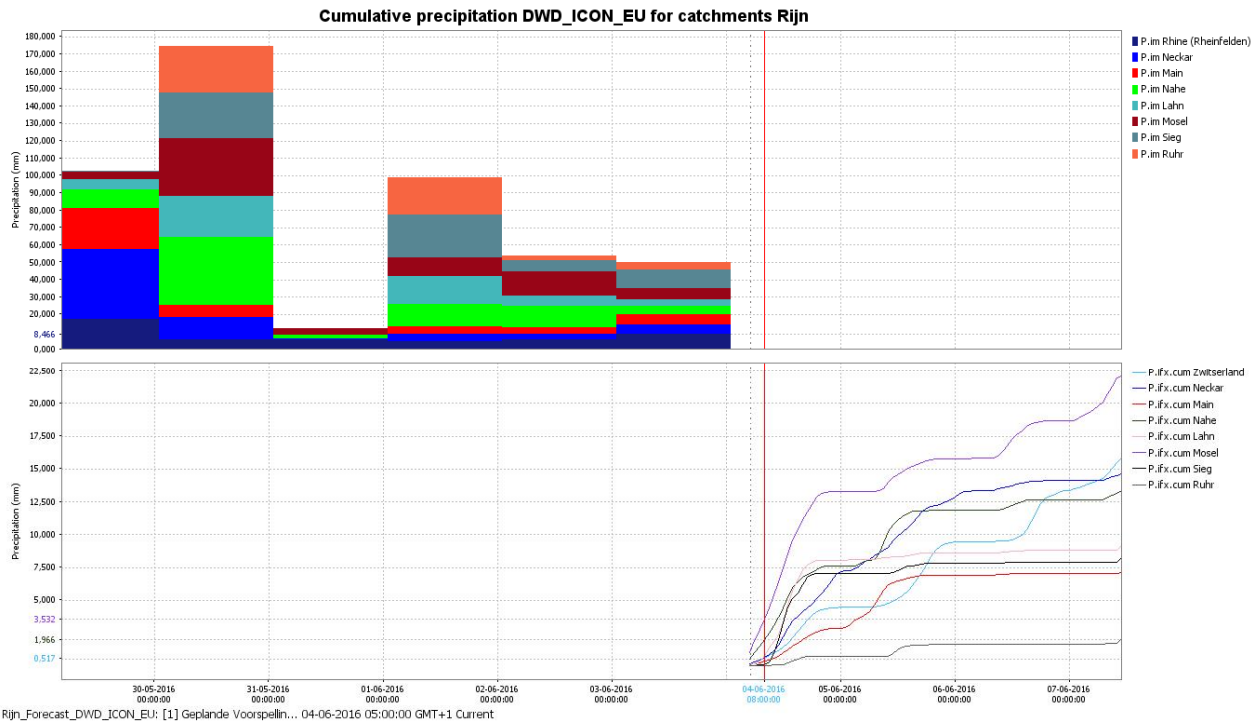 Cumulative precipitation DWD_ICON_EU for catchments Rijn
180,000
170,000
160,000
150,000
140,000
130,000
120,000
110,000
100,000
90,000
80,000
70,000
60,000
50,000
40,000
30,000
20,000
8.466
0,000
Precipitation (mm)
P.im Rhine (Rheinfelden)
P.im Neckar
P.im Main
P.im Nahe
P.im Lahn
P.im Mosel
P.im Sieg
P.im Ruhr
22,500
20,000
17,500
15,000
12,500
10,000
7,500
5,000
3.532
1.966
0.517
Precipitation (mm)
P.ifx.cum Zwitserland
P.ifx.cum Neckar
P.ifx.cum Main
P.ifx.cum Nahe
P.ifx.cum Lahn
P.ifx.cum Mosel
P.ifx.cum Sieg
P.ifx.cum Ruhr
30-05-2016 31-05-2016 01-06-2016 02-06-2016 03-06-2016 04-06-2016 05-06-2016 06-06-2016 07-06-2016
00:00:00 00:00:00 00:00:00 00:00:00 00:00:00 08:00:00 00:00:00 00:00:00 00:00:00
Rijn_Forecast_DWD_ICON_EU: [1] Geplande Voorspellin... 04-06-2016 05:00:00 GMT+1 Current